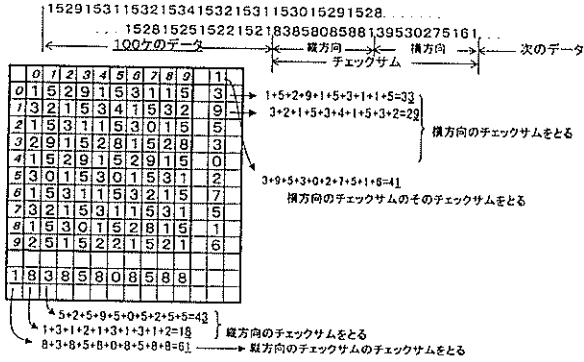 152915311532153415321531153015291528.......
... 1528125152215218385808588139530275161 ...
100ケのデータ 縦方向 横方向 次のデータ
チェックサム
0 1 2 3 4 5 6 7 8 9 1
0 1 5 2 9 1 5 3 1 1 5 3
1 3 2 1 5 3 4 1 5 3 2 9
2 1 5 3 1 1 5 3 0 1 5 5
3 2 9 1 5 2 8 1 5 2 8 3
4 1 5 2 9 1 5 2 9 1 5 0
5 3 0 1 5 3 0 1 5 3 1 2
6 1 5 3 1 1 5 3 2 1 5 7
7 3 2 1 5 3 1 1 5 3 1 5
8 1 5 3 0 1 5 2 8 1 5 1
9 2 5 1 5 2 2 1 5 2 1 6
1 8 3 8 5 8 0 8 5 8 8
1+5+2+9+1+5+3+1+1+5=33
3+2+1+5+3+4+1+5+3+2=29
横方向のチェックサムをとる
3+9+5+3+0+2+7+5+1+6=41
横方向のチェックサムのそのチェックサムをとる
5+2+5+9+5+0+5+2+5+5=43
1+3+1+2+1+3+1+3+1+2=18
縦方向のチェックサムをとる
8+3+8+5+8+0+8+5+8+8=61
縦方向のチェックサムのチェックサムをとる